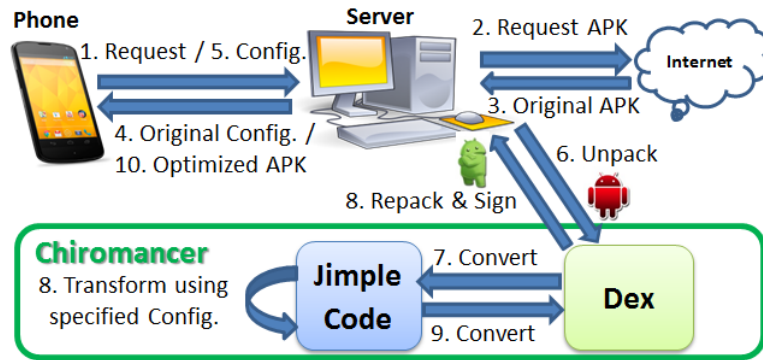 Phone
Server
1. Request / 5. Config.
2. Request APK
Internet
3. Original APK
4. Original Config. /
10. Optimized APK
6. Unpack
8. Repack & Sign
Chiromancer
8. Transform using
specified Config.
Jimple
Code
7. Convert
9. Convert
Dex